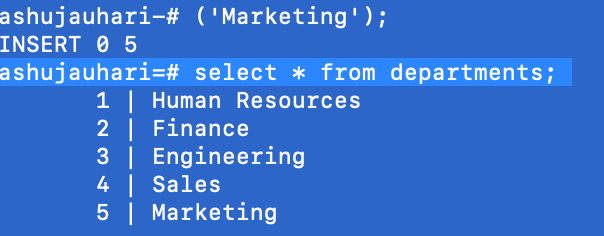 ashujauhari-# ('Marketing');
INSERT 0 5
ashujauhari=# select * from departments;
1 | Human Resources
2 | Finance
3 | Engineering
4 | Sales
5 | Marketing